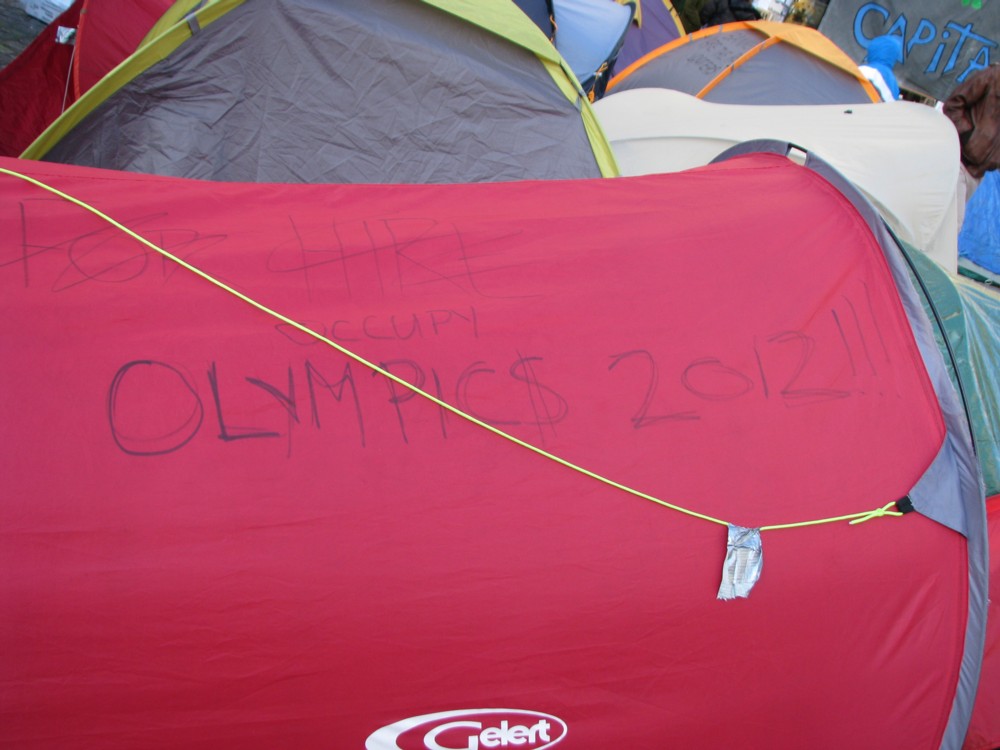 CAPITA
FOR HIRE
OCCUPY
OLYMPIC$ 2012!!!
Gelert